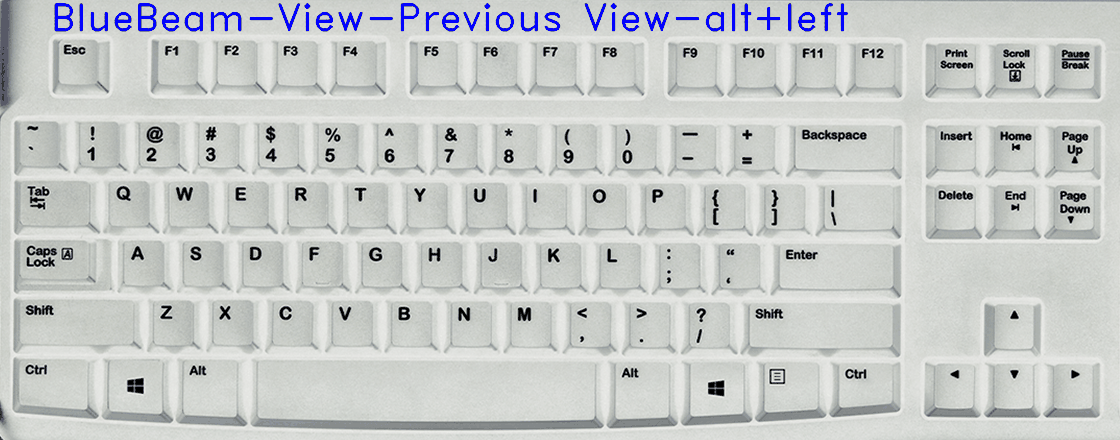 BlueBeam-View-Previous View-alt+left
Esc F1 F2 F3 F4 F5 F6 F7 F8 F9 F10 F11 F12 Print Screen Scroll Lock Pause Break
~ ` ! 1 @ 2 # 3 $ 4 % 5 ^ 6 & 7 * 8 ( 9 ) 0 — – + = Backspace Insert Home Page Up
Tab Q W E R T Y U I O P { [ } ] | \ Delete End Page Down
Caps Lock A S D F G H J K L : ; “ ‘ Enter
Shift Z X C V B N M < , > . ? / Shift
Ctrl Alt Alt Ctrl